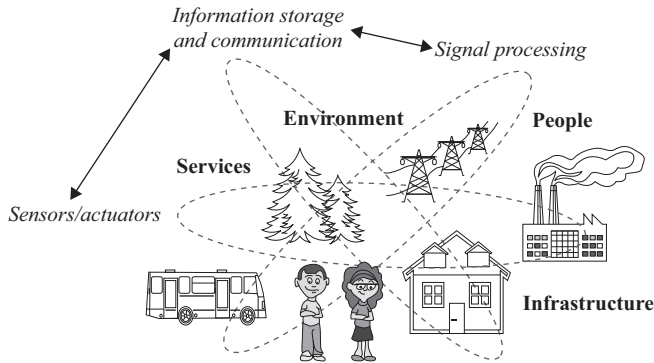 Information storage
and communication
Signal processing
Environment
People
Services
Sensors/actuators
Infrastructure